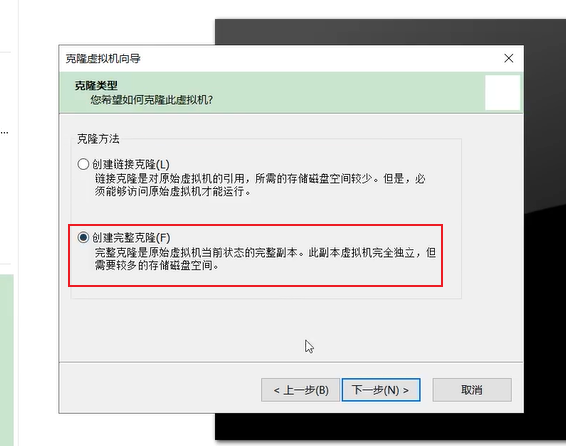 克隆虚拟机向导
克隆类型
您希望如何克隆此虚拟机?
...
克隆方法
创建链接克隆(L)
链接克隆是对原始虚拟机的引用，所需的存储磁盘空间较少。但是，必
须能够访问原始虚拟机才能运行。
创建完整克隆(F)
完整克隆是原始虚拟机当前状态的完整副本。此副本虚拟机完全独立，但
需要较多的存储磁盘空间。
< 上一步(B)
下一步(N) >
取消